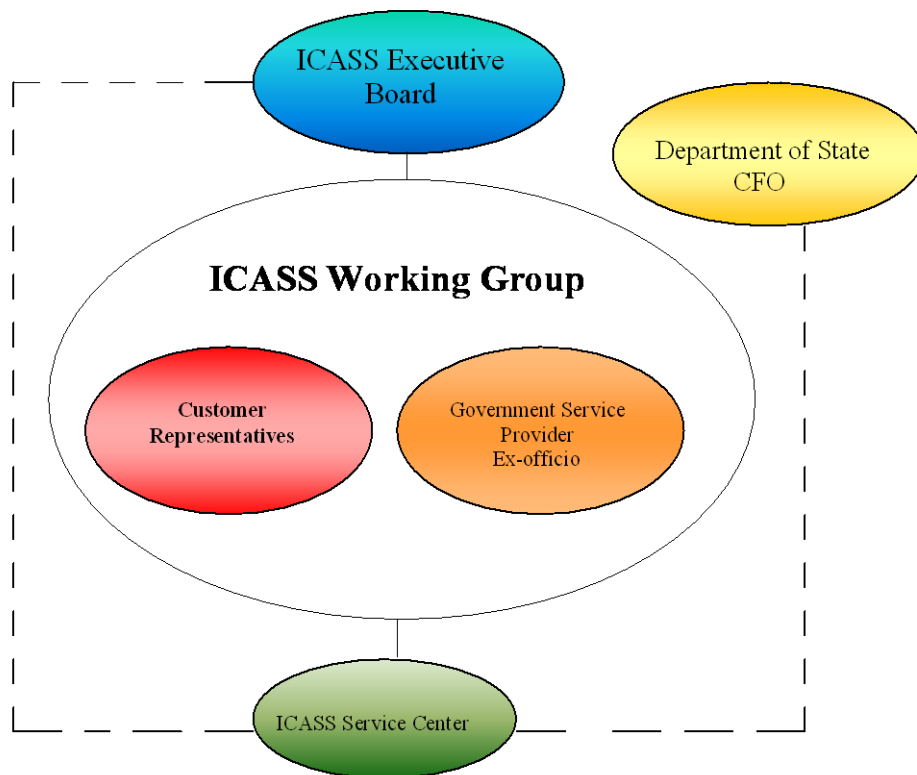 ICASS Executive
Board
Department of State
CFO
ICASS Working Group
Customer
Representatives
Government Service
Provider
Ex-officio
ICASS Service Center